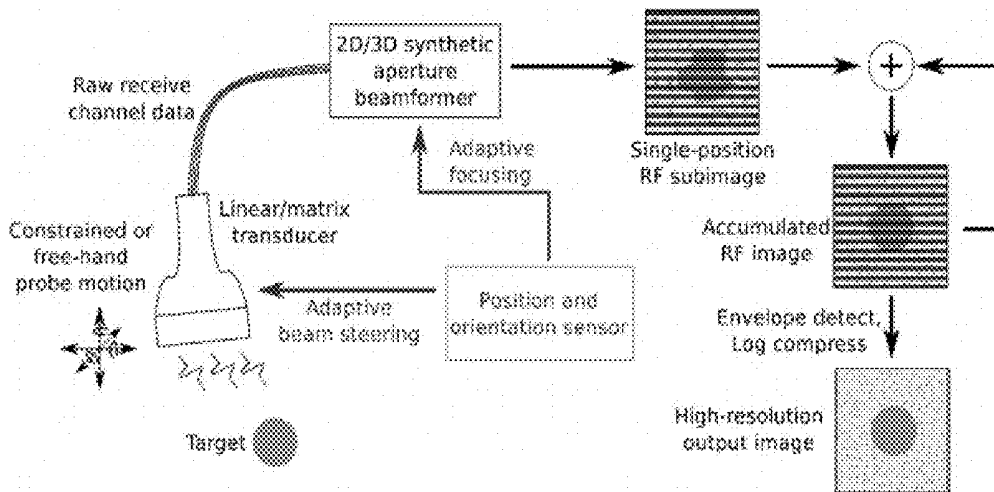 2D/3D synthetic
aperture
beamformer
Raw receive
channel data
+
Single-position
RF subimage
Adaptive
focusing
Linear/matrix
transducer
Constrained or
free-hand
probe motion
Accumulated
RF image
Position and
orientation sensor
Adaptive
beam steering
Envelope detect,
Log compress
High-resolution
output image
Target